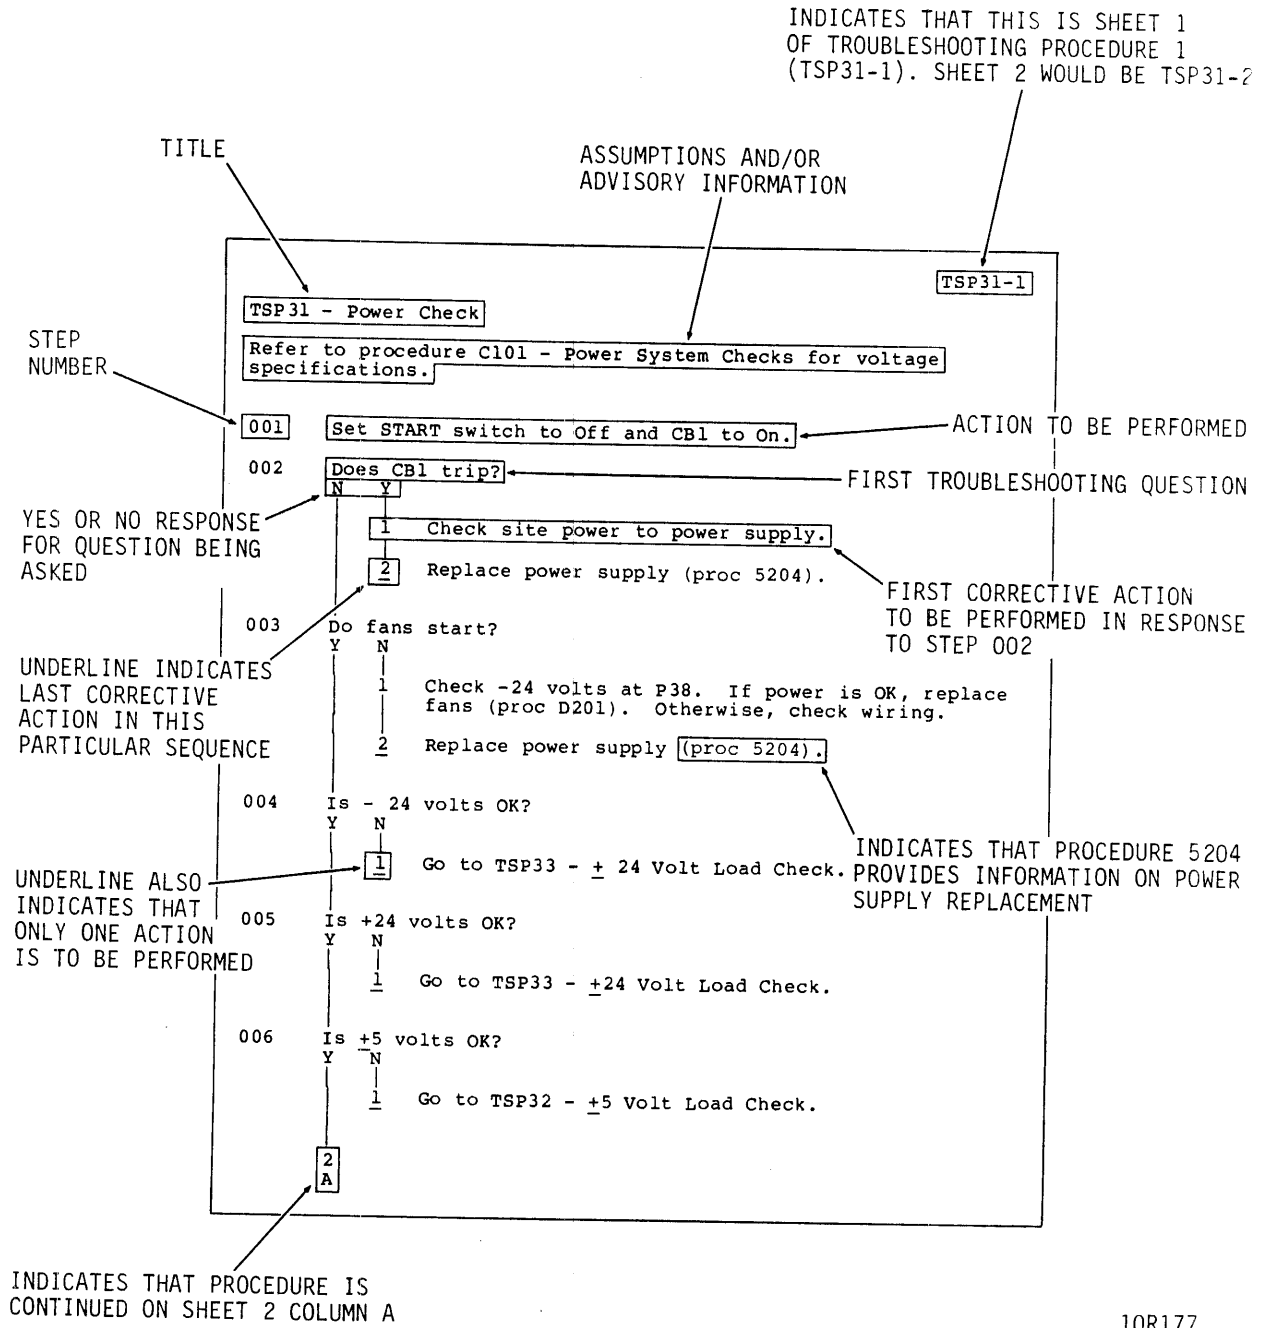 INDICATES THAT THIS IS SHEET 1
OF TROUBLESHOOTING PROCEDURE 1
(TSP31-1). SHEET 2 WOULD BE TSP31-2
TITLE
ASSUMPTIONS AND/OR
ADVISORY INFORMATION
TSP31-1
TSP31 - Power Check
STEP
NUMBER
Refer to procedure C101 - Power System Checks for voltage
specifications.
001 Set START switch to Off and CB1 to On.
ACTION TO BE PERFORMED
002 Does CB1 trip?
N Y
FIRST TROUBLESHOOTING QUESTION
YES OR NO RESPONSE
FOR QUESTION BEING
ASKED
1 Check site power to power supply.
2 Replace power supply (proc 5204).
FIRST CORRECTIVE ACTION
TO BE PERFORMED IN RESPONSE
TO STEP 002
003 Do fans start?
Y N
UNDERLINE INDICATES
LAST CORRECTIVE
ACTION IN THIS
PARTICULAR SEQUENCE
1 Check -24 volts at P38. If power is OK, replace
fans (proc D201). Otherwise, check wiring.
2 Replace power supply (proc 5204).
004 Is - 24 volts OK?
Y N
1 Go to TSP33 - + 24 Volt Load Check.
INDICATES THAT PROCEDURE 5204
PROVIDES INFORMATION ON POWER
SUPPLY REPLACEMENT
UNDERLINE ALSO
INDICATES THAT
ONLY ONE ACTION
IS TO BE PERFORMED
005 Is +24 volts OK?
Y N
1 Go to TSP33 - +24 Volt Load Check.
006 Is +5 volts OK?
Y N
1 Go to TSP32 - +5 Volt Load Check.
2
A
INDICATES THAT PROCEDURE IS
CONTINUED ON SHEET 2 COLUMN A
10R177